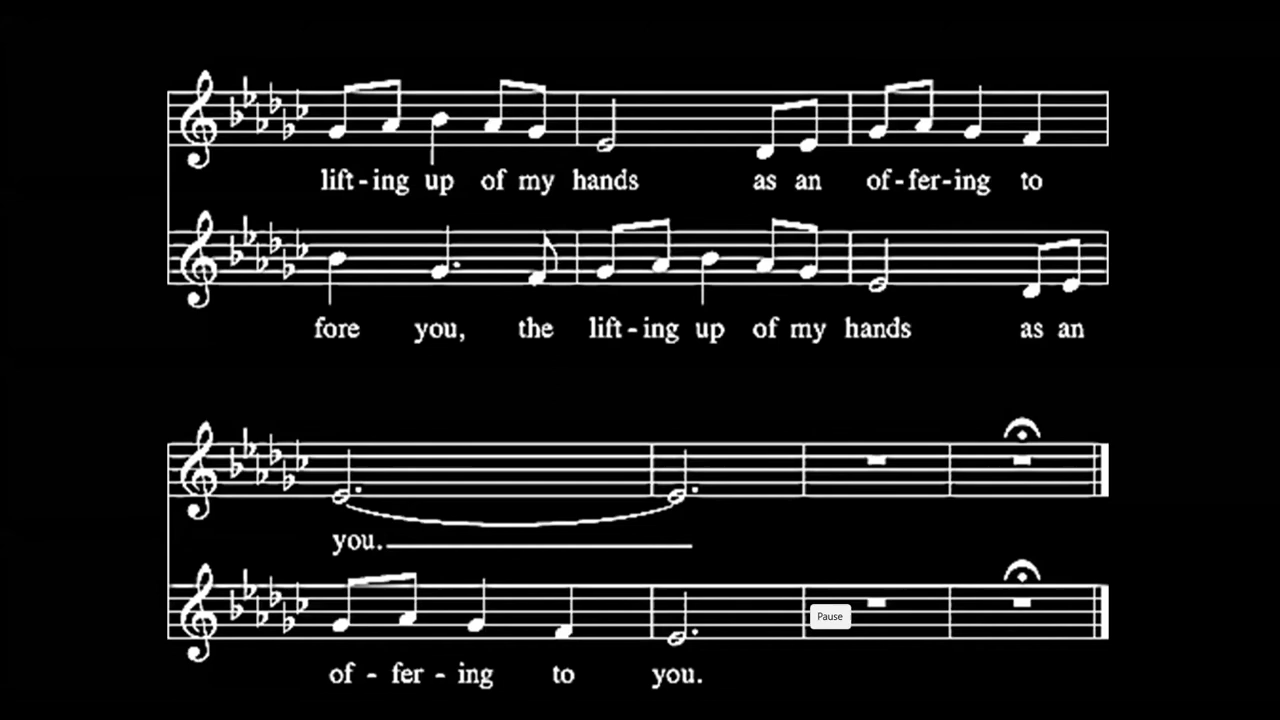 lift-ing up of my hands as an of-fer-ing to
fore you, the lift-ing up of my hands as an
you.
Pause
of - fer - ing to you.